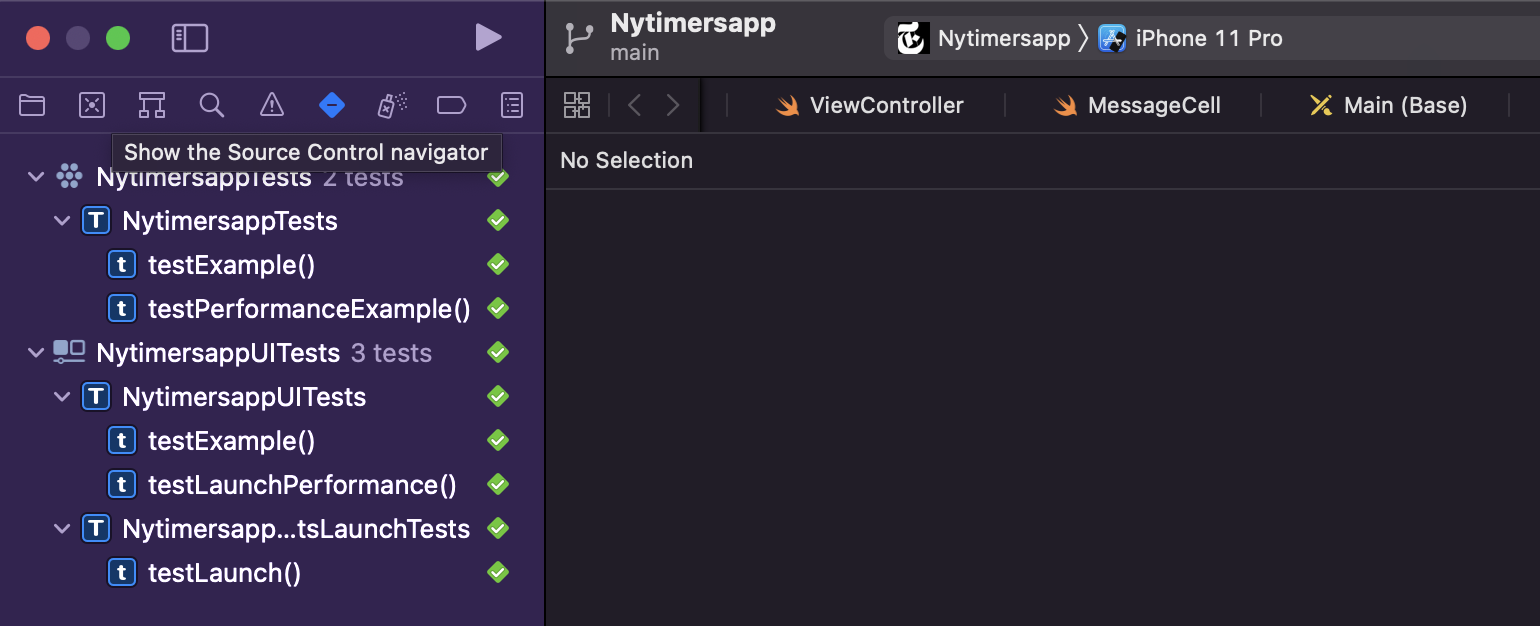 Nytimersapp
main
Nytimersapp
iPhone 11 Pro
ViewController
MessageCell
Main (Base)
Show the Source Control navigator
No Selection
NytimersappTests 2 tests
T NytimersappTests
t testExample()
t testPerformanceExample()
NytimersappUITests 3 tests
T NytimersappUITests
t testExample()
t testLaunchPerformance()
T Nytimersapp...tsLaunchTests
t testLaunch()